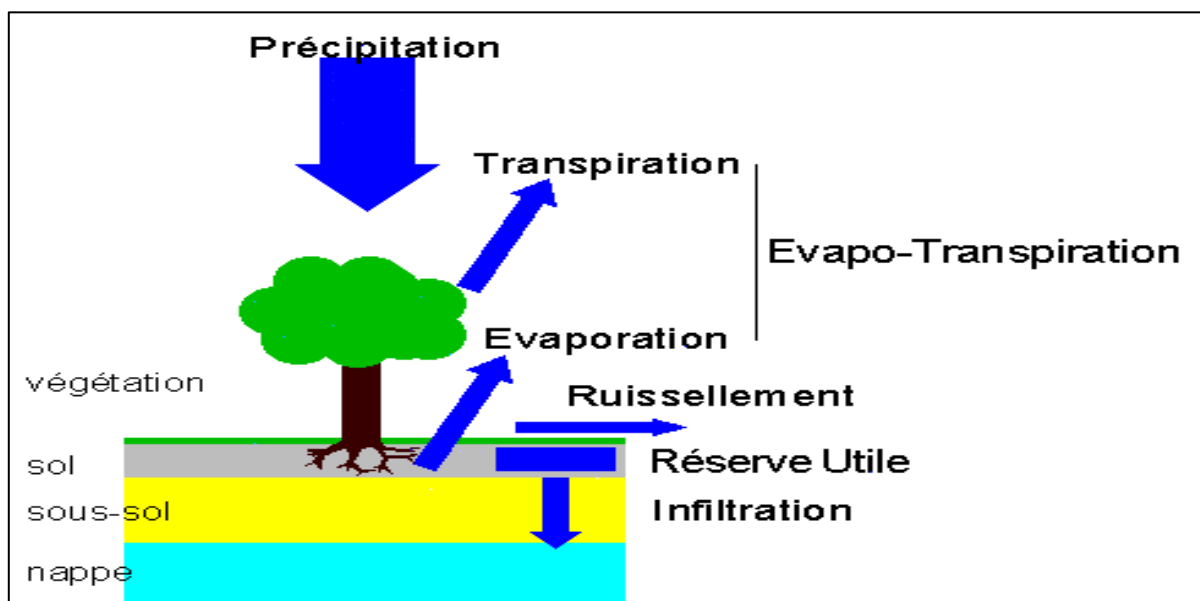 Précipitation
Transpiration
Evapo-Transpiration
Evaporation
végétation
Ruissellement
sol
Réserve Utile
sous-sol
Infiltration
nappe